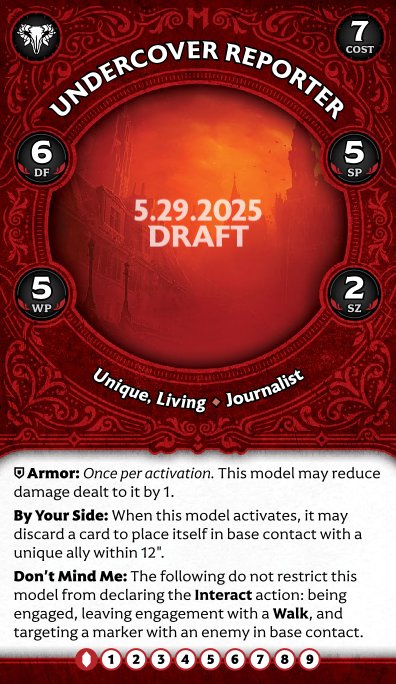 7
COST
UNDERCOVER REPORTER
6
DF
5
SP
5.29.2025
DRAFT
5
WP
2
SZ
Unique, Living ◆ Journalist
Armor: Once per activation. This model may reduce
damage dealt to it by 1.
By Your Side: When this model activates, it may
discard a card to place itself in base contact with a
unique ally within 12".
Don't Mind Me: The following do not restrict this
model from declaring the Interact action: being
engaged, leaving engagement with a Walk, and
targeting a marker with an enemy in base contact.
1 2 3 4 5 6 7 8 9